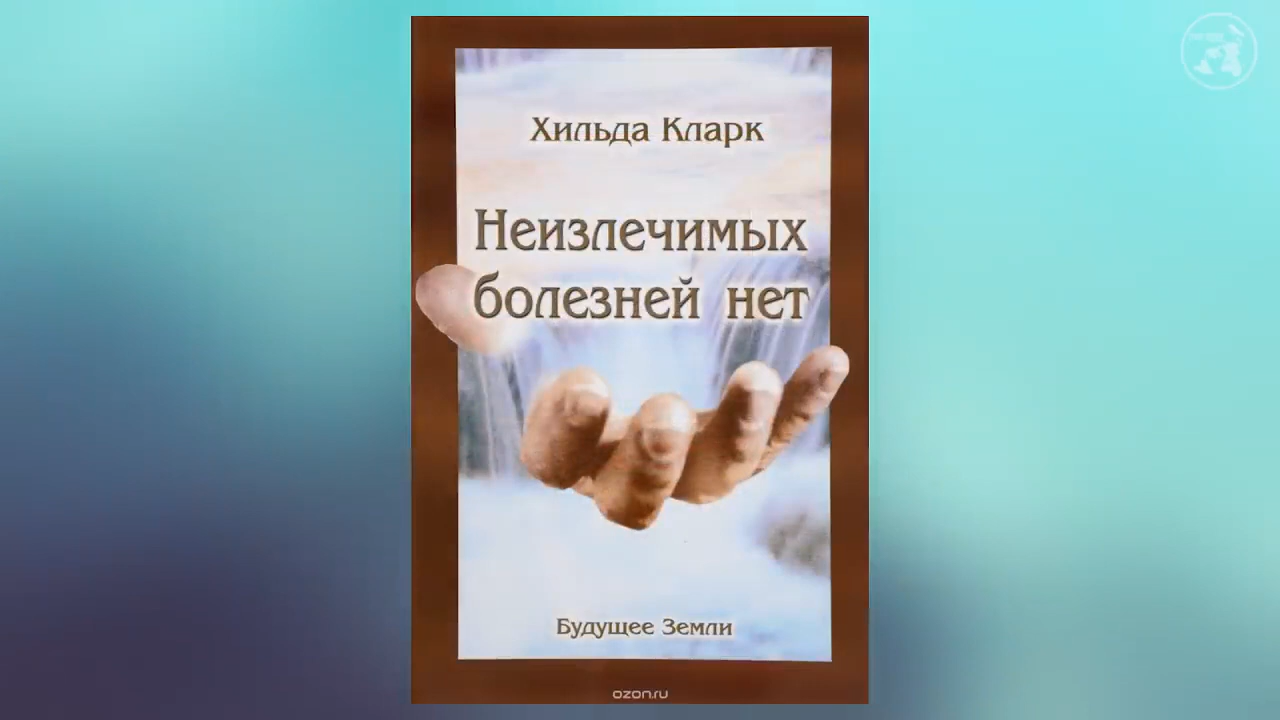 Хильда Кларк
Неизлечимых
болезней нет
Будущее Земли
ozon.ru